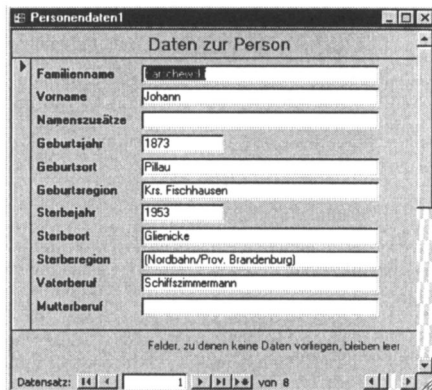 Personendaten1
Daten zur Person
Familienname
Vorname Johann
Namenszusätze
Geburtsjahr 1873
Geburtsort Pillau
Geburtsregion Krs. Fischhausen
Sterbejahr 1953
Sterbeort Glienicke
Sterberegion (Nordbahn/Prov. Brandenburg)
Vaterberuf Schiffszimmermann
Mutterberuf
Felder, zu denen keine Daten vorliegen, bleiben leer
Datensatz: 1 von 8